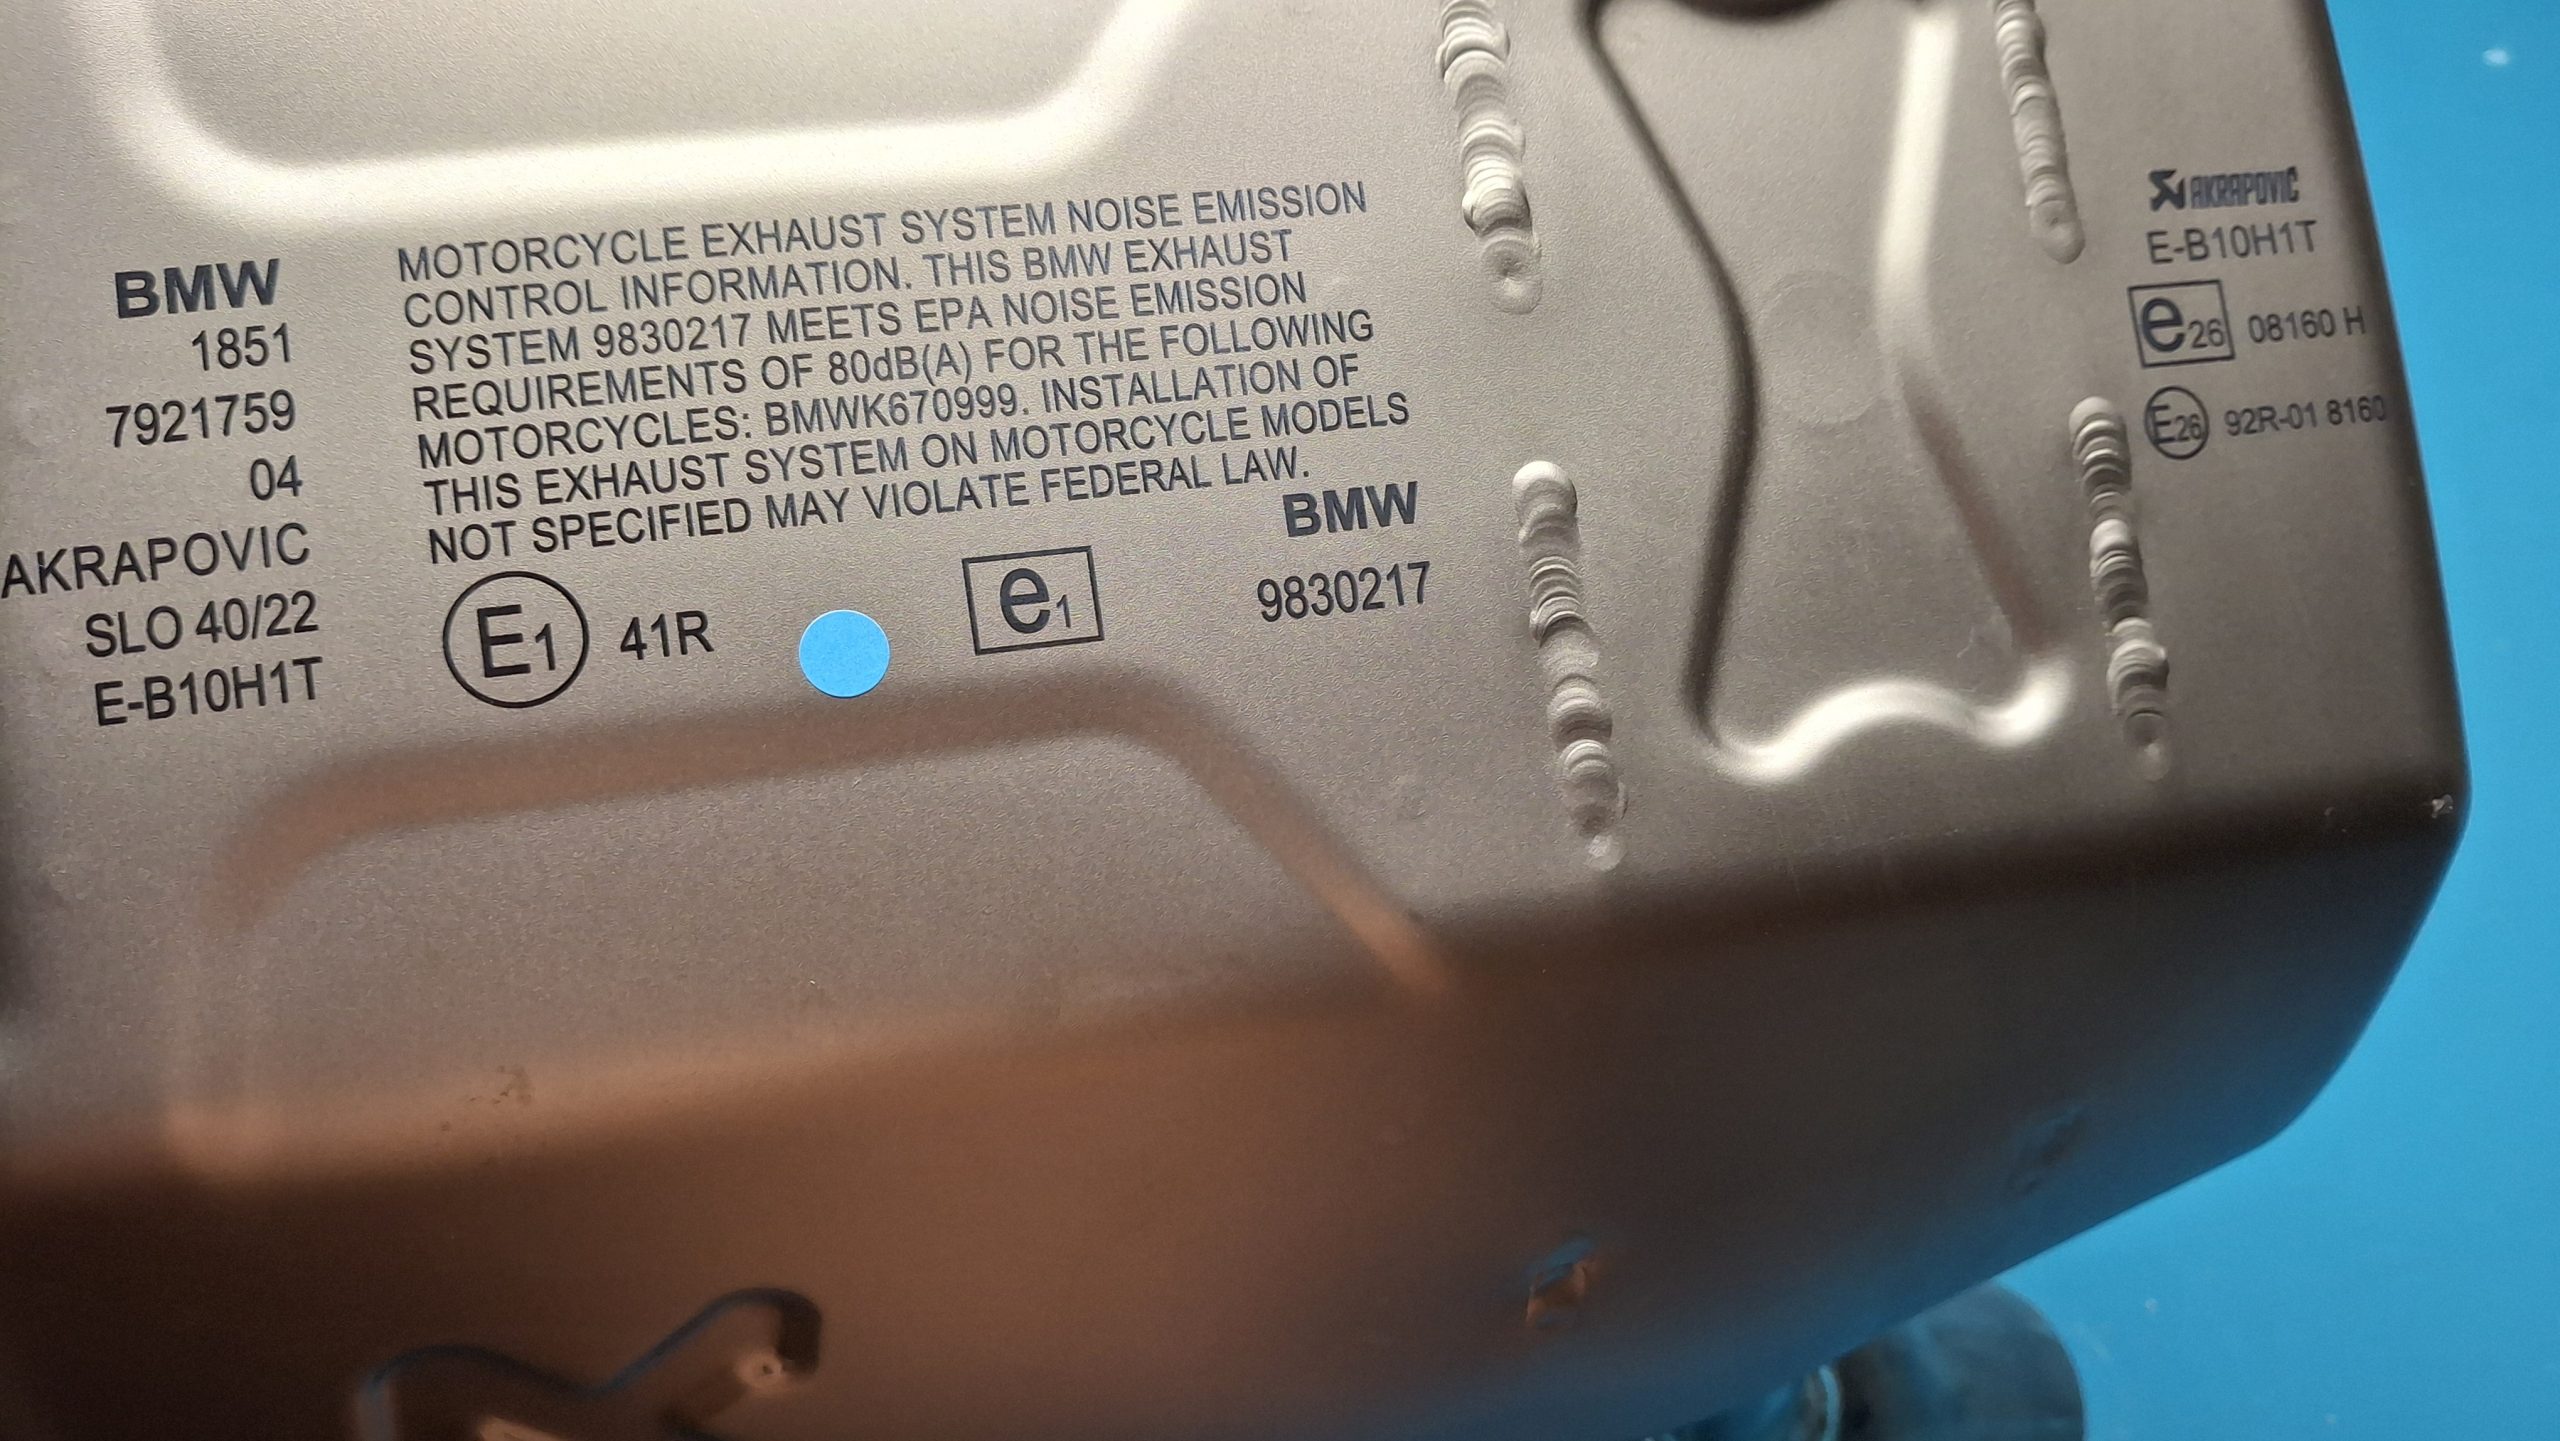 BMW
1851
7921759
04
AKRAPOVIC
SLO 40/22
E-B10H1T
MOTORCYCLE EXHAUST SYSTEM NOISE EMISSION
CONTROL INFORMATION. THIS BMW EXHAUST
SYSTEM 9830217 MEETS EPA NOISE EMISSION
REQUIREMENTS OF 80dB(A) FOR THE FOLLOWING
MOTORCYCLES: BMWK670999. INSTALLATION OF
THIS EXHAUST SYSTEM ON MOTORCYCLE MODELS
NOT SPECIFIED MAY VIOLATE FEDERAL LAW.
E1 41R
e1
BMW
9830217
AKRAPOVIČ
E-B10H1T
e26 08160 H
E26 92R-01 8160